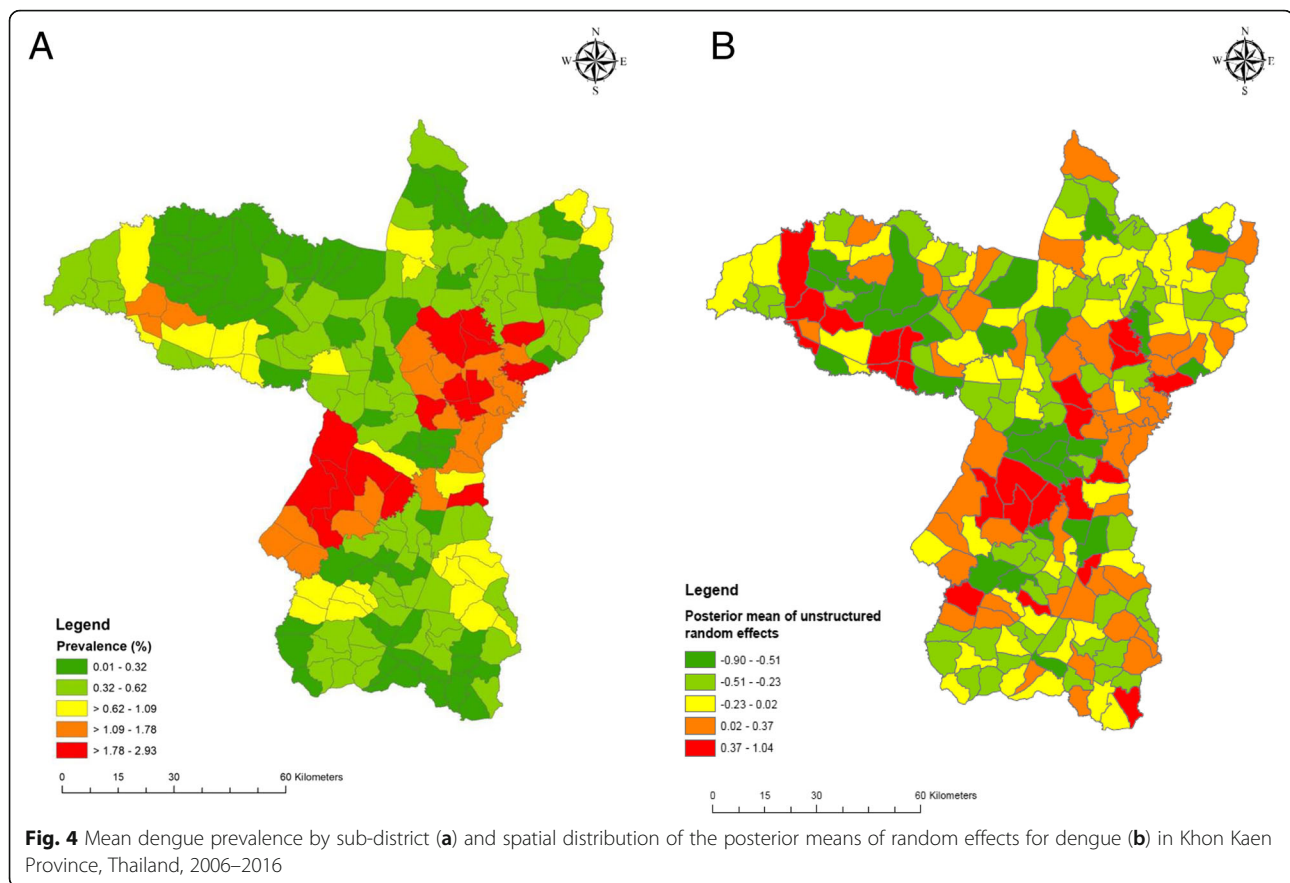 A
N
W E
S
Legend
Prevalence (%)
0.01 - 0.32
0.32 - 0.62
> 0.62 - 1.09
> 1.09 - 1.78
> 1.78 - 2.93
0 15 30 60 Kilometers
B
N
W E
S
Legend
Posterior mean of unstructured
random effects
-0.90 - -0.51
-0.51 - -0.23
-0.23 - 0.02
0.02 - 0.37
0.37 - 1.04
0 15 30 60 Kilometers
Fig. 4 Mean dengue prevalence by sub-district (a) and spatial distribution of the posterior means of random effects for dengue (b) in Khon Kaen
Province, Thailand, 2006–2016